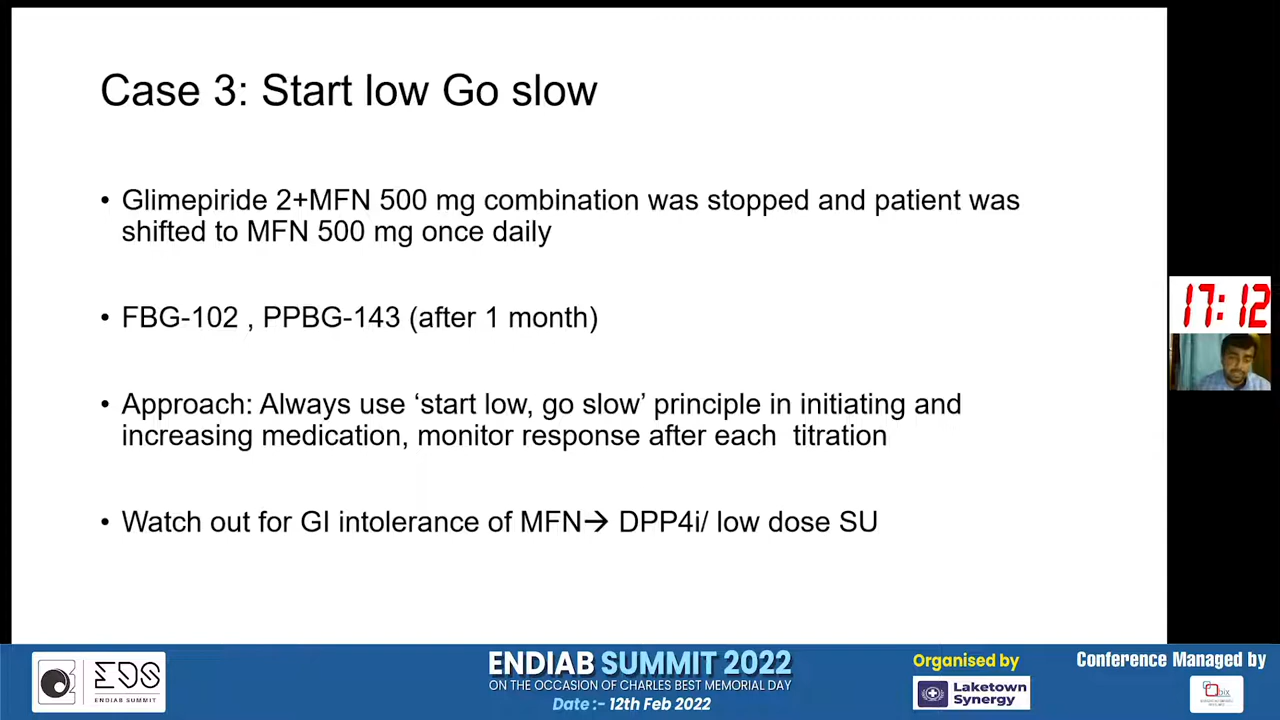 Case 3: Start low Go slow
• Glimepiride 2+MFN 500 mg combination was stopped and patient was
shifted to MFN 500 mg once daily
• FBG-102 , PPBG-143 (after 1 month)
• Approach: Always use ‘start low, go slow’ principle in initiating and
increasing medication, monitor response after each titration
• Watch out for GI intolerance of MFN→ DPP4i/ low dose SU
17:12
EDS
ENDIAB SUMMIT
ENDIAB SUMMIT 2022
ON THE OCCASION OF CHARLES BEST MEMORIAL DAY
Date :- 12th Feb 2022
Organised by
Laketown
Synergy
Conference Managed by